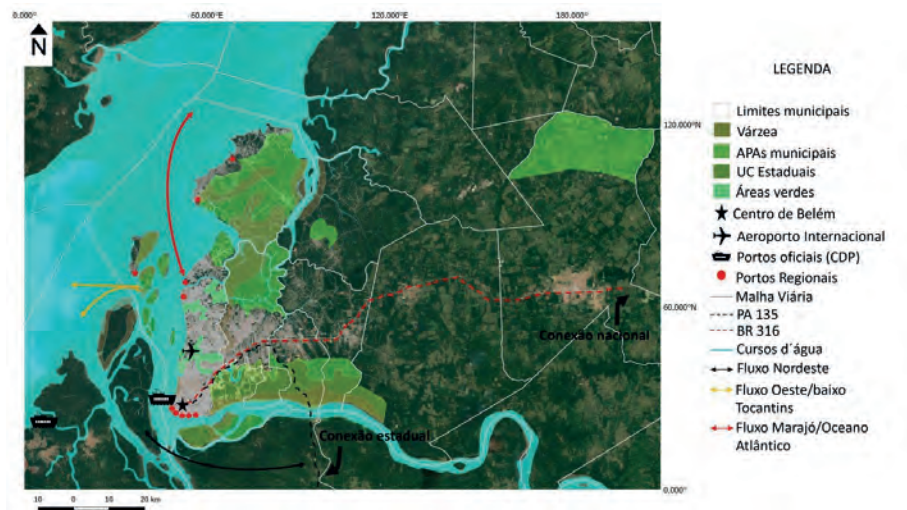 0.000°
60.000°E
120.000°E
180.000°E
N
120.000°N
60.000°N
0.000°
Conexão nacional
Conexão estadual
10 0 10 20 km
LEGENDA
Limites municipais
Várzea
APAs municipais
UC Estaduais
Áreas verdes
Centro de Belém
Aeroporto Internacional
Portos oficiais (CDP)
Portos Regionais
Malha Viária
PA 135
BR 316
Cursos d´água
Fluxo Nordeste
Fluxo Oeste/baixo
Tocantins
Fluxo Marajó/Oceano
Atlântico